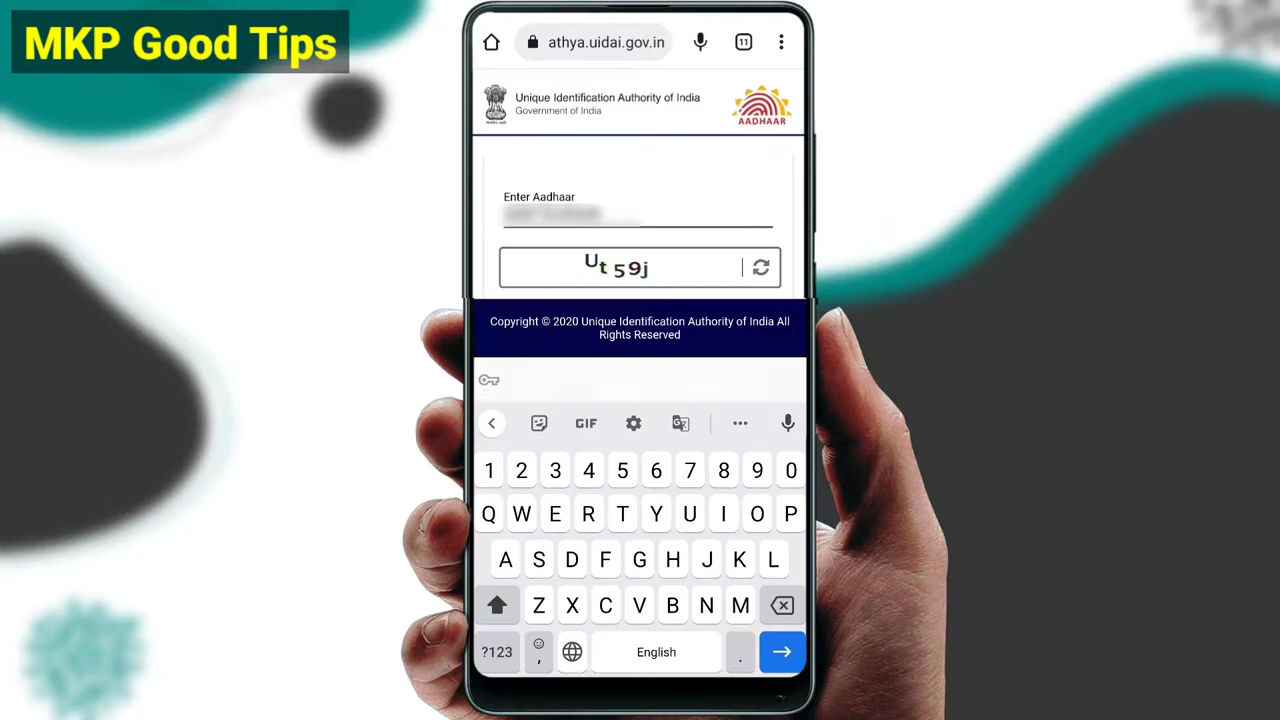 MKP Good Tips
athya.uidai.gov.in
11
Unique Identification Authority of India
Government of India
AADHAAR
Enter Aadhaar
Ut59j
Copyright © 2020 Unique Identification Authority of India All
Rights Reserved
GIF
1 2 3 4 5 6 7 8 9 0
Q W E R T Y U I O P
A S D F G H J K L
Z X C V B N M
?123 , English .